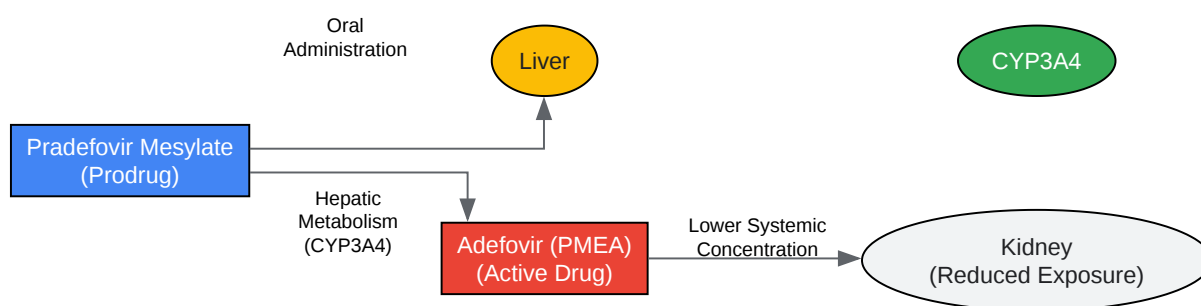 Oral
Administration
Liver
CYP3A4
Pradefovir Mesylate
(Prodrug)
Hepatic
Metabolism
(CYP3A4)
Adefovir (PMEA)
(Active Drug)
Lower Systemic
Concentration
Kidney
(Reduced Exposure)